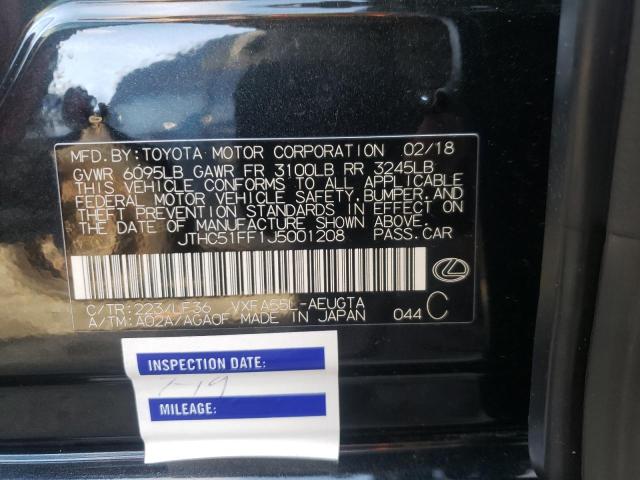 MFD.BY:TOYOTA MOTOR CORPORATION 02/18
GVWR 6095LB GAWR FR 3100LB RR 3245LB
THIS VEHICLE CONFORMS TO ALL APPLICABLE
FEDERAL MOTOR VEHICLE SAFETY,BUMPER,AND
THEFT PREVENTION STANDARDS IN EFFECT ON
THE DATE OF MANUFACTURE SHOWN ABOVE.
JTHC51FF1J5001208 PASS.CAR
C/TR:223/LF36 VXFA55L-AEUGTA
A/TM:A02A/AGA0F MADE IN JAPAN 044 C
INSPECTION DATE:
7-19
MILEAGE: